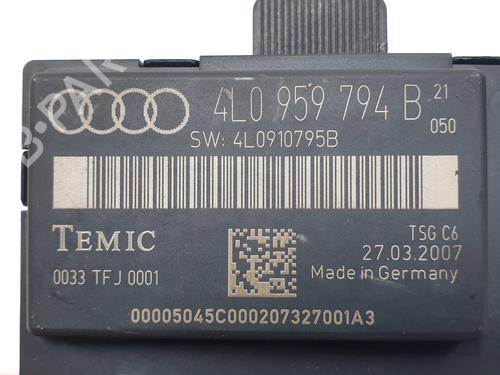 4L0 959 794 B 21
050
SW: 4L0910795B
TEMIC
TSG C6
27.03.2007
0033 TFJ 0001
Made in Germany
00005045C000207327001A3
B-PAR